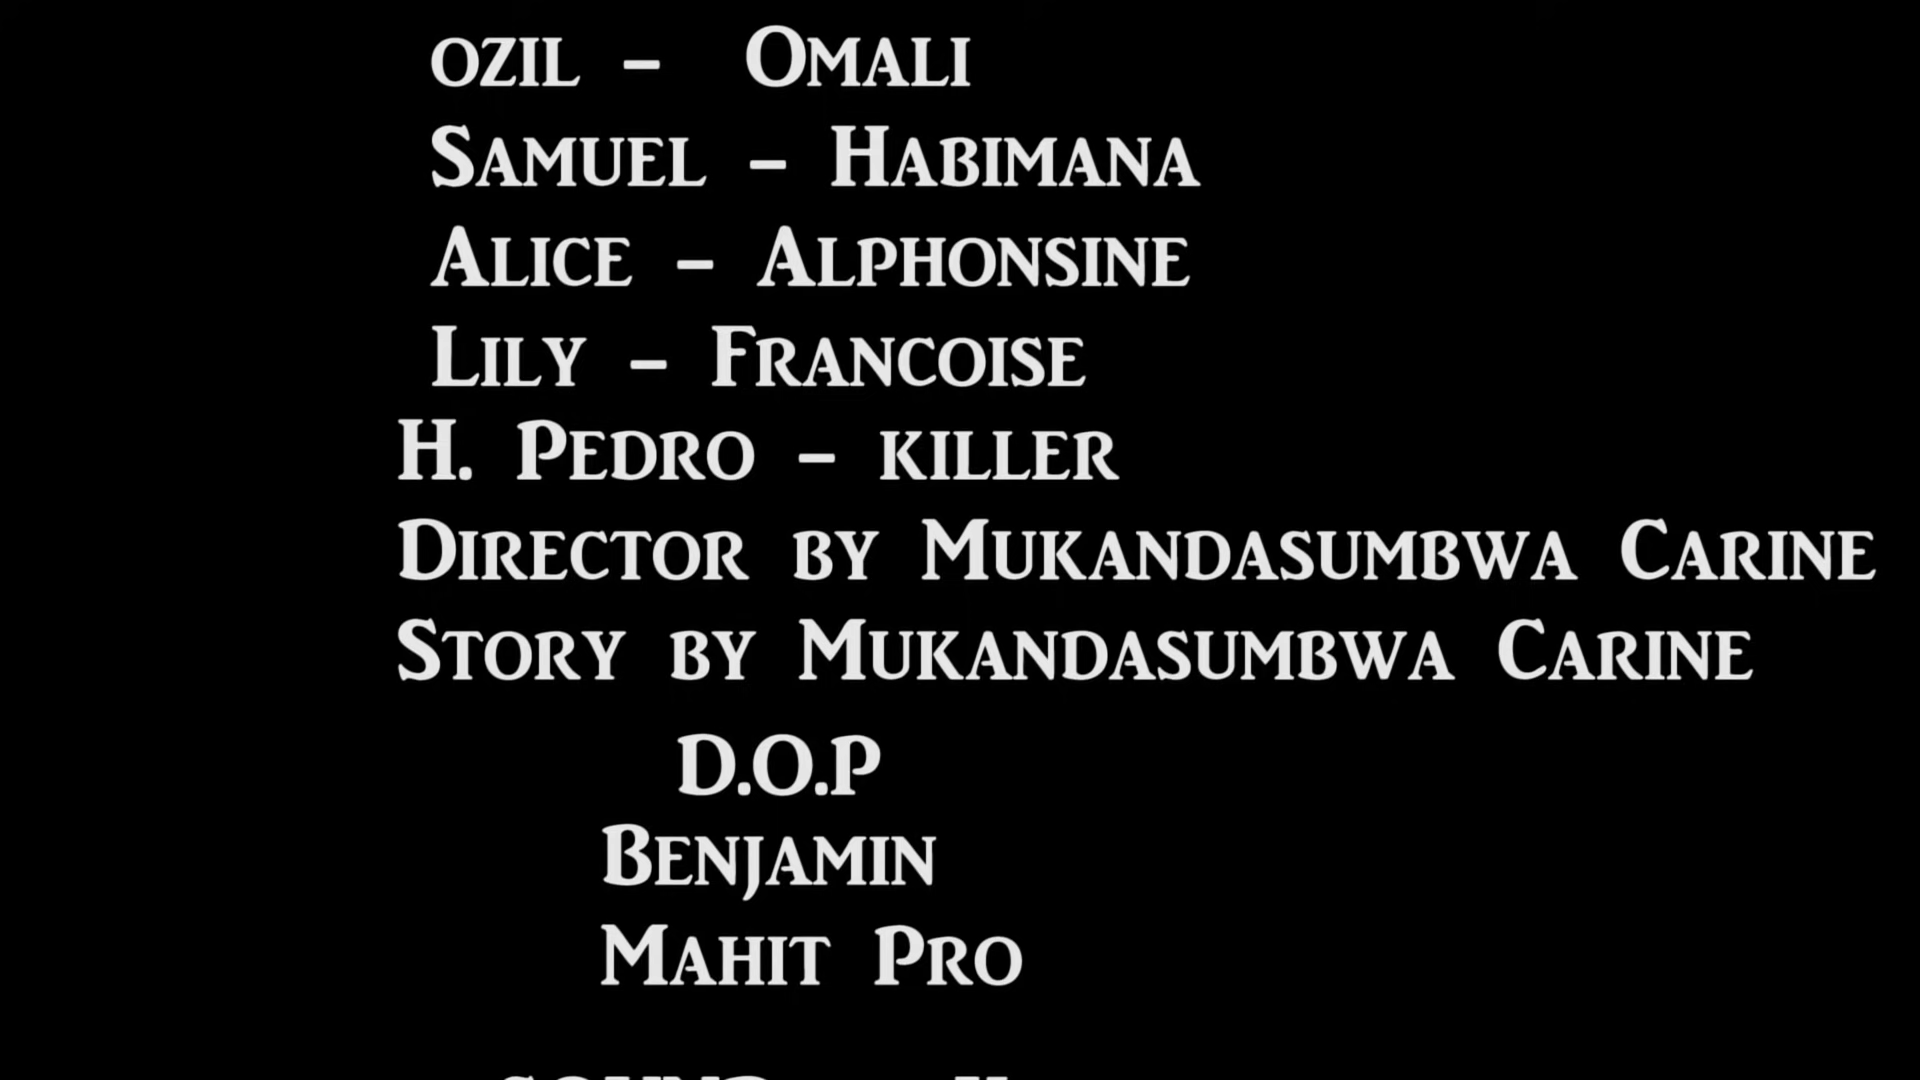 ozil – Omali
Samuel – Habimana
Alice – Alphonsine
Lily – Francoise
H. Pedro – killer
Director by Mukandasumbwa Carine
Story by Mukandasumbwa Carine
D.O.P
Benjamin
Mahit Pro